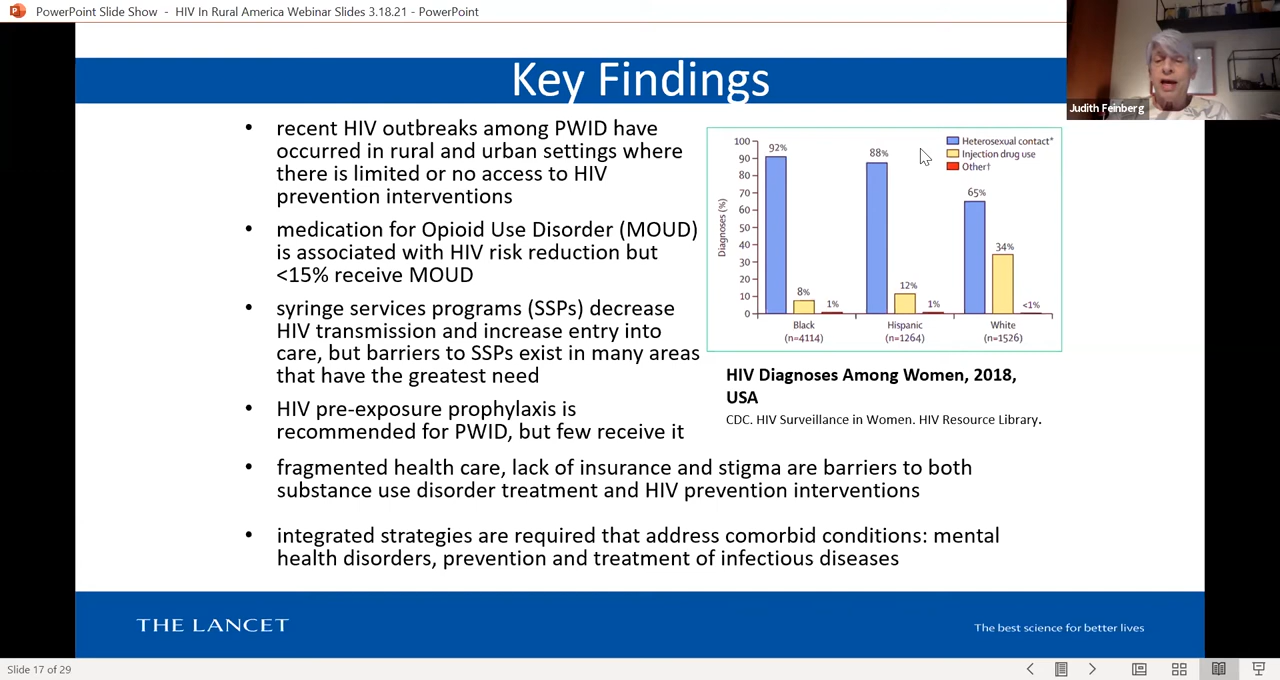 PowerPoint Slide Show - HIV In Rural America Webinar Slides 3.18.21 - PowerPoint
Judith Feinberg
Key Findings
• recent HIV outbreaks among PWID have
occurred in rural and urban settings where
there is limited or no access to HIV
prevention interventions
• medication for Opioid Use Disorder (MOUD)
is associated with HIV risk reduction but
<15% receive MOUD
• syringe services programs (SSPs) decrease
HIV transmission and increase entry into
care, but barriers to SSPs exist in many areas
that have the greatest need
• HIV pre-exposure prophylaxis is
recommended for PWID, but few receive it
• fragmented health care, lack of insurance and stigma are barriers to both
substance use disorder treatment and HIV prevention interventions
• integrated strategies are required that address comorbid conditions: mental
health disorders, prevention and treatment of infectious diseases
Diagnoses (%)
100
90
80
70
60
50
40
30
20
10
0
Heterosexual contact*
Injection drug use
Other†
92%
8%
1%
88%
12%
1%
65%
34%
<1%
Black
(n=4114)
Hispanic
(n=1264)
White
(n=1526)
HIV Diagnoses Among Women, 2018,
USA
CDC. HIV Surveillance in Women. HIV Resource Library.
THE LANCET
The best science for better lives
Slide 17 of 29